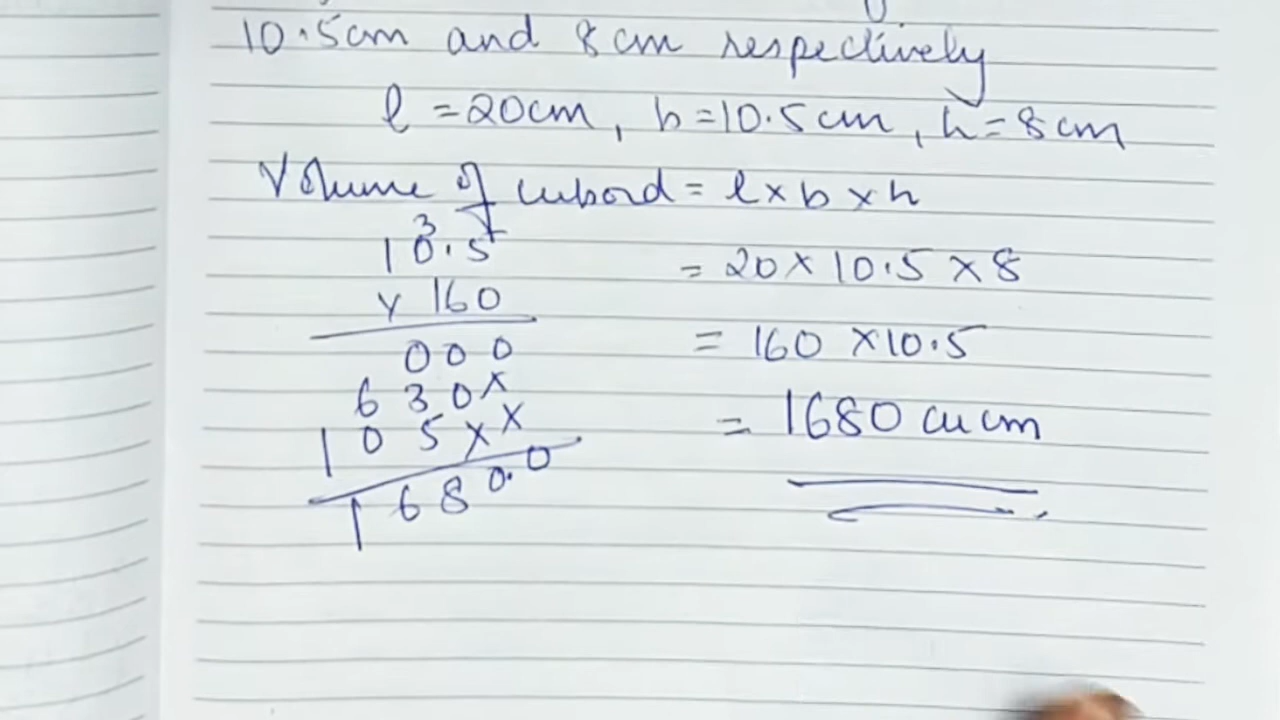 10.5cm and 8cm respectively
l = 20cm, b = 10.5cm, h = 8cm
Volume of cuboid = l × b × h
3
10.5
= 20 × 10.5 × 8
× 160
000
= 160 × 10.5
630×
105××
= 1680 cu cm
1680.0